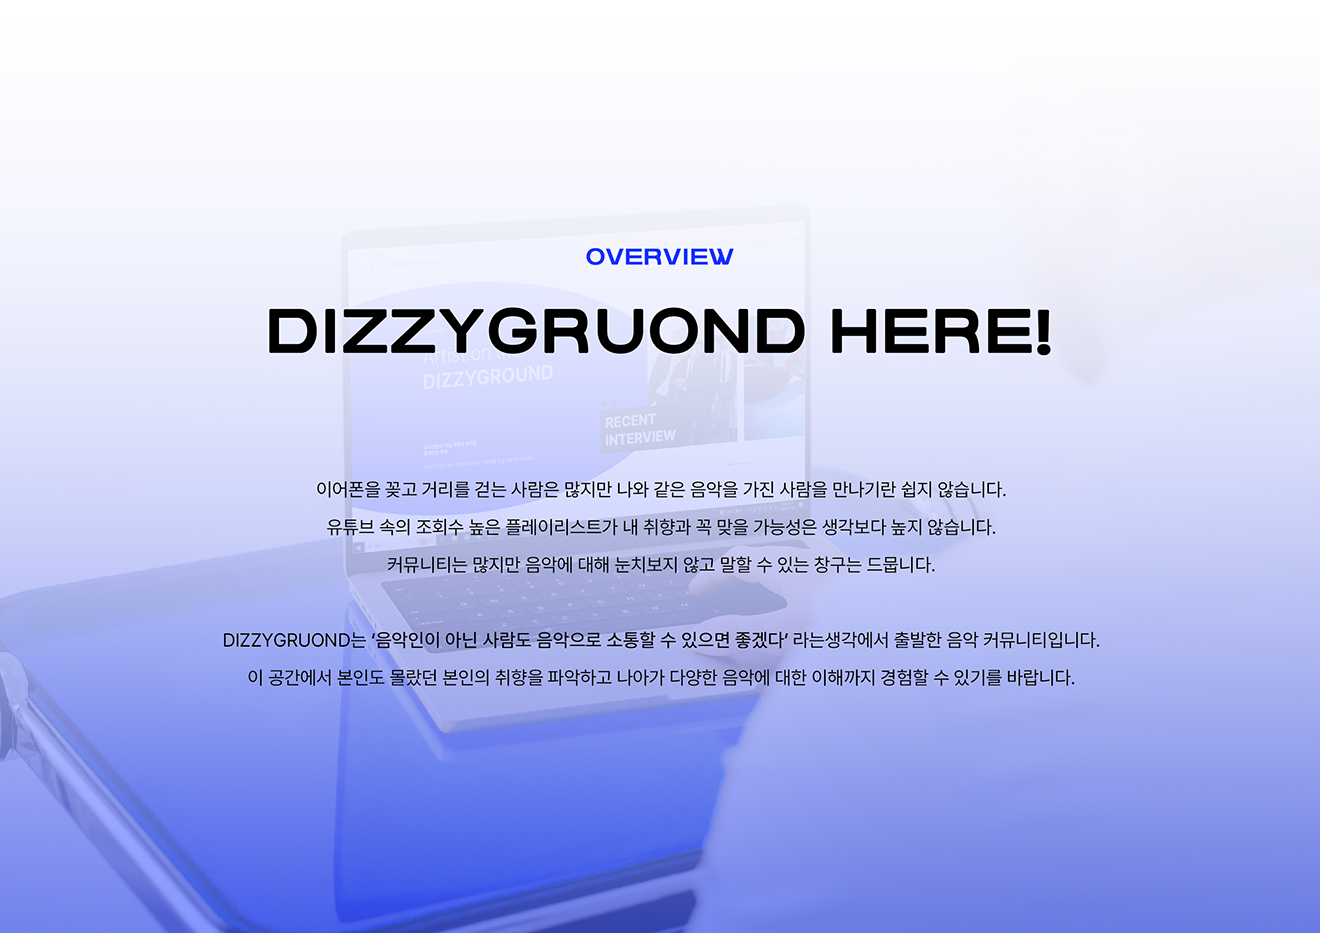 OVERVIEW
DIZZYGRUOND HERE!
Artist on
DIZZYGROUND
RECENT
INTERVIEW
이어폰을 꽂고 거리를 걷는 사람은 많지만 나와 같은 음악을 가진 사람을 만나기란 쉽지 않습니다.
유튜브 속의 조회수 높은 플레이리스트가 내 취향과 꼭 맞을 가능성은 생각보다 높지 않습니다.
커뮤니티는 많지만 음악에 대해 눈치보지 않고 말할 수 있는 창구는 드뭅니다.
DIZZYGRUOND는 ‘음악인이 아닌 사람도 음악으로 소통할 수 있으면 좋겠다’ 라는생각에서 출발한 음악 커뮤니티입니다.
이 공간에서 본인도 몰랐던 본인의 취향을 파악하고 나아가 다양한 음악에 대한 이해까지 경험할 수 있기를 바랍니다.